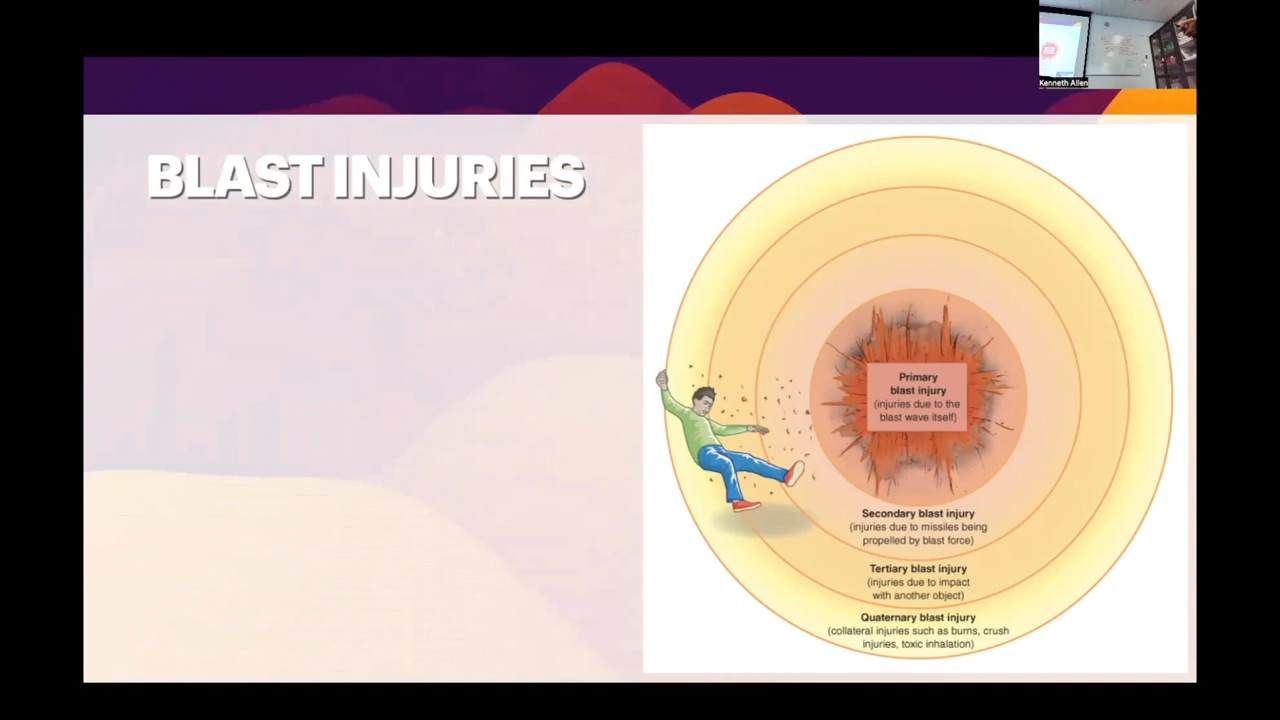 Kenneth Allen
BLAST INJURIES
Primary
blast injury
(injuries due to the
blast wave itself)
Secondary blast injury
(injuries due to missiles being
propelled by blast force)
Tertiary blast injury
(injuries due to impact
with another object)
Quaternary blast injury
(collateral injuries such as burns, crush
injuries, toxic inhalation)